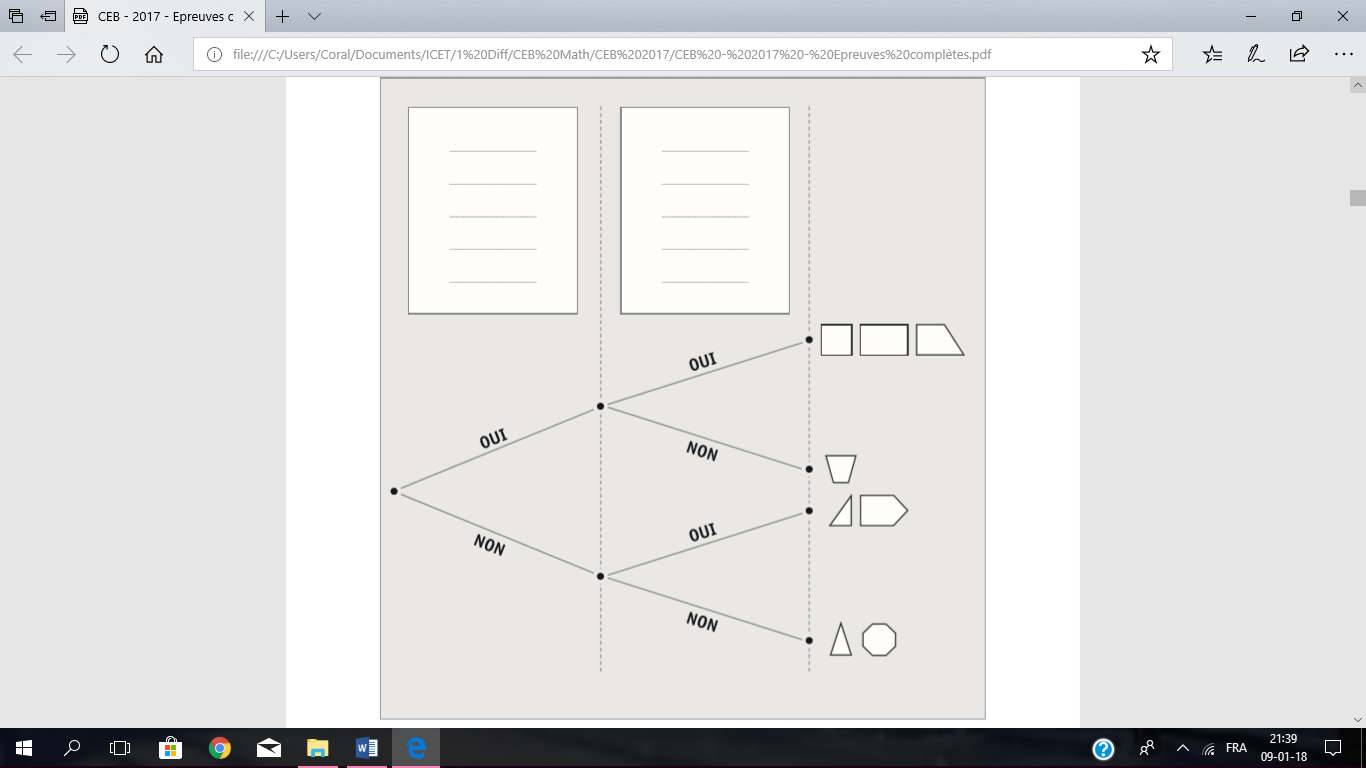 CEB - 2017 - Epreuves c
file:///C:/Users/Coral/Documents/ICET/1%20Diff/CEB%20Math/CEB%202017/CEB%20-%202017%20-%20Epreuves%20complètes.pdf
OUI
OUI
NON
NON
OUI
NON
FRA
21:39
09-01-18